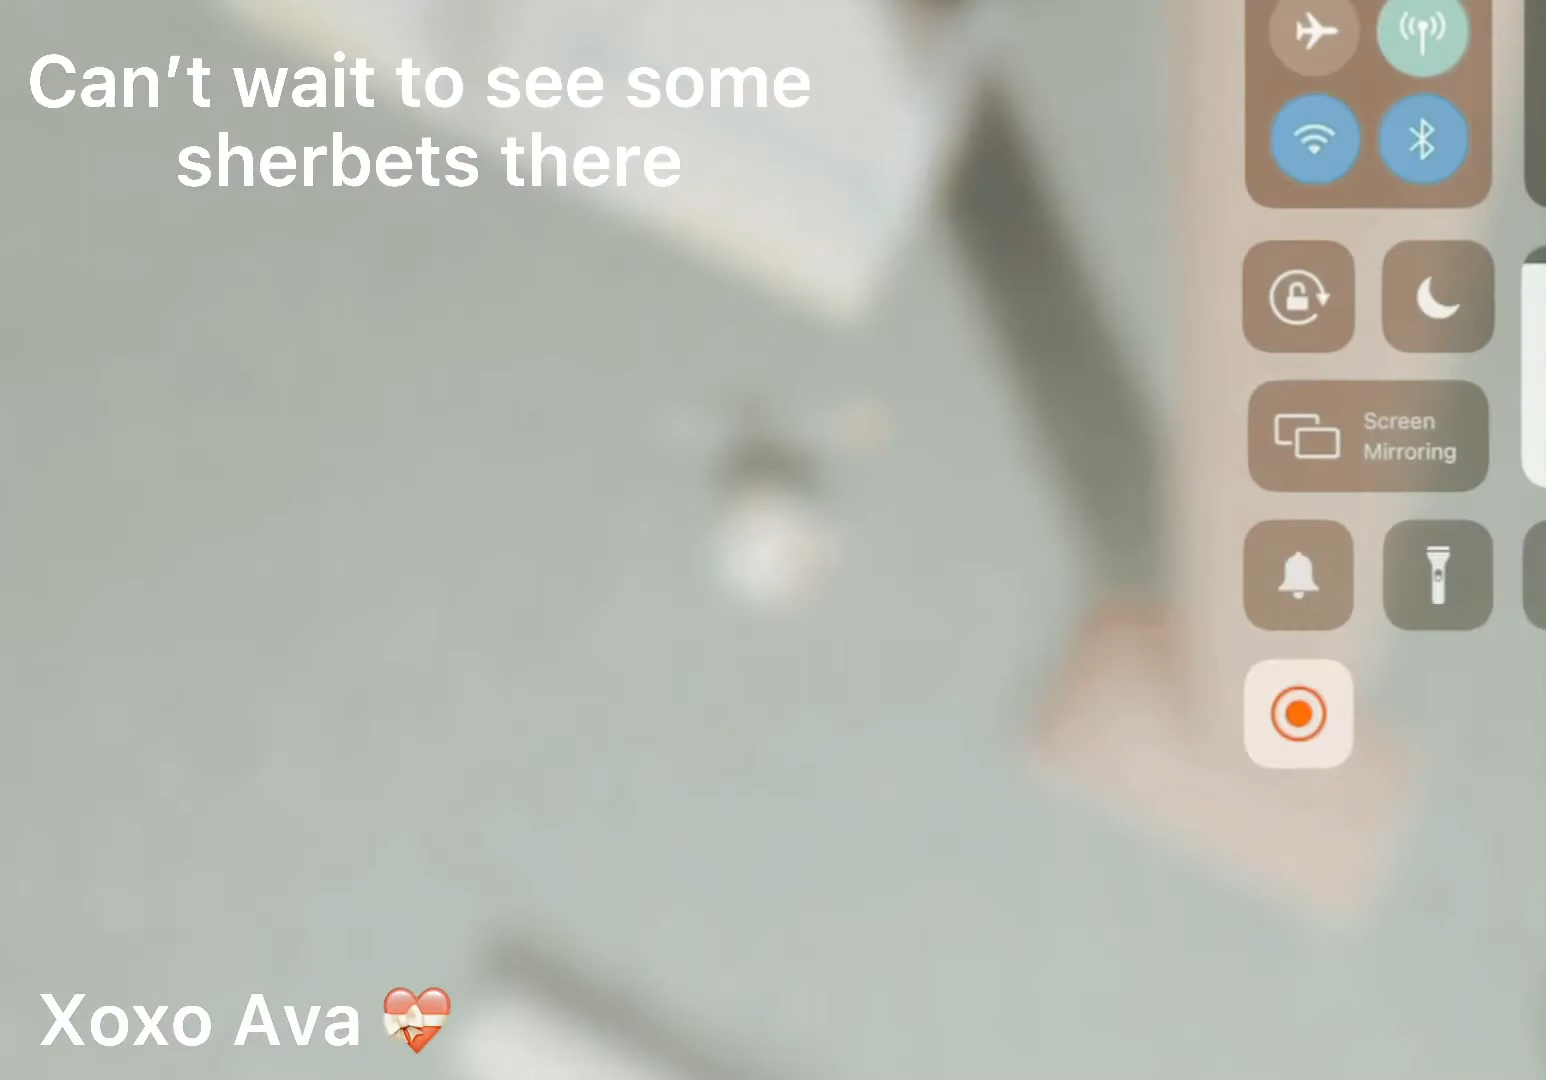 Can't wait to see some
sherbets there
Screen
Mirroring
Xoxo Ava 💝